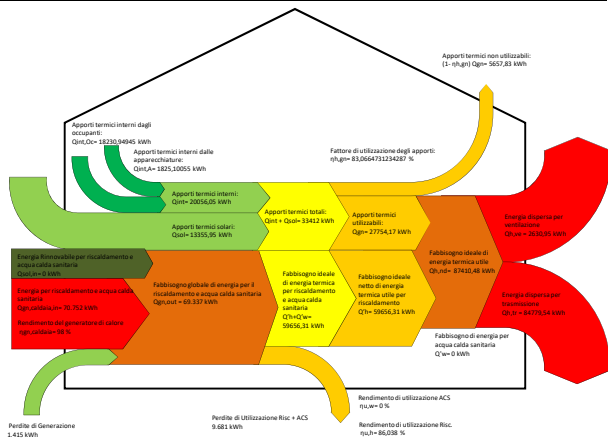 Apporti termici non utilizzabili:
(1- ηh,gn) Qgn= 5657,83 kWh
Apporti termici interni dagli
occupanti:
Qint,Oc= 18230,94945 kWh
Apporti termici interni dalle
apparecchiature:
Qint,A= 1825,10055 kWh
Fattore di utilizzazione degli apporti:
ηh,gn= 83,0664731234287 %
Apporti termici interni:
Qint= 20056,05 kWh
Apporti termici totali:
Qint + Qsol= 33412 kWh
Apporti termici
utilizzabili:
Qgn= 27754,17 kWh
Apporti termici solari:
Qsol= 13355,95 kWh
Energia dispersa per
ventilazione
Qh,ve = 2630,95 kWh
Energia Rinnovabile per riscaldamento e
acqua calda sanitaria
Qsol,in= 0 kWh
Fabbisogno ideale di
energia termica utile
Qh,nd= 87410,48 kWh
Energia per riscaldamento e acqua calda
sanitaria
Qgn,caldaia,in= 70.752 kWh
Rendimento del generatore di calore
ηgn,caldaia= 98 %
Fabbisogno globale di energia per il
riscaldamento e acqua calda sanitaria
Qgn,out = 69.337 kWh
Fabbisogno ideale
di energia termica
per riscaldamento
e acqua calda
sanitaria
Q'h+Q'w=
59656,31 kWh
Fabbisogno ideale
netto di energia
termica utile per
riscaldamento
Q'h= 59656,31 kWh
Energia dispersa per
trasmissione
Qh,tr = 84779,54 kWh
Fabbisogno di energia per
acqua calda sanitaria
Q'w= 0 kWh
Perdite di Generazione
1.415 kWh
Perdite di Utilizzazione Risc + ACS
9.681 kWh
Rendimento di utilizzazione ACS
ηu,w= 0 %
Rendimento di utilizzazione Risc.
ηu,h= 86,038 %